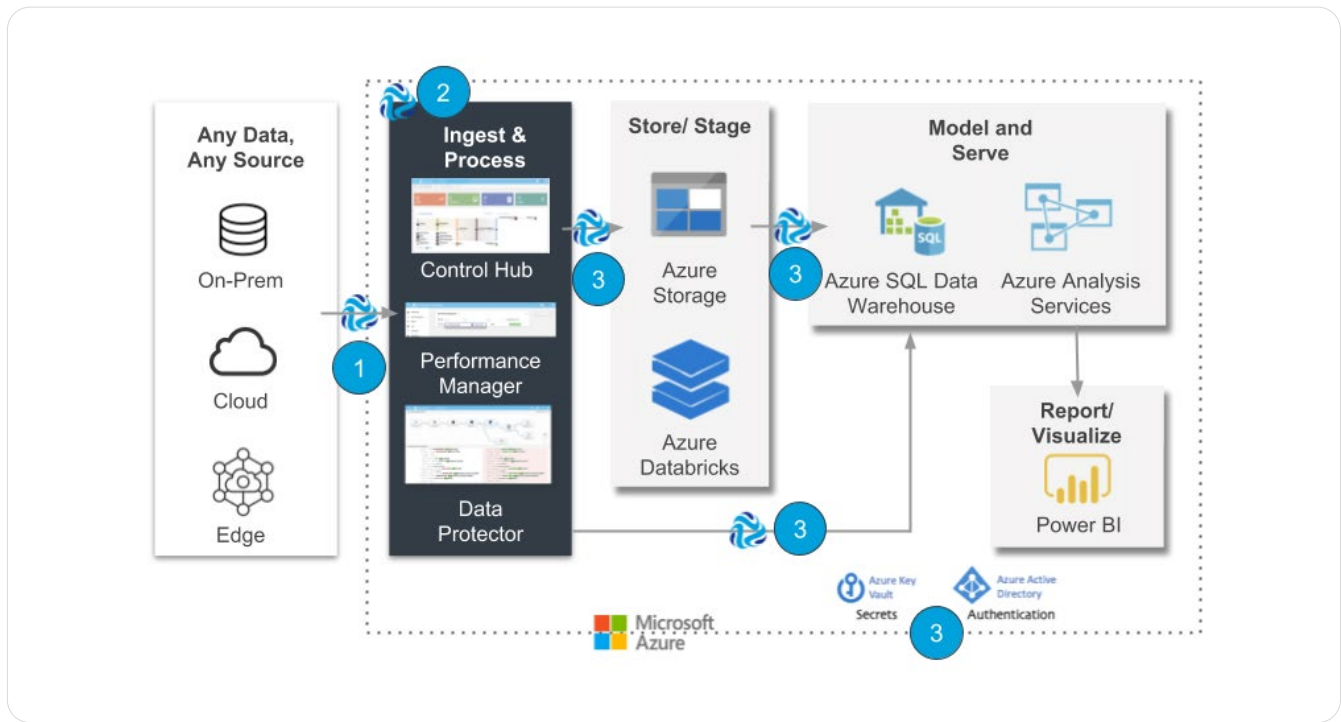 Any Data,
Any Source
On-Prem
Cloud
Edge
1
2
Ingest &
Process
Control Hub
Performance
Manager
Data
Protector
3
Store/ Stage
Azure
Storage
Azure
Databricks
3
Model and
Serve
SQL
Azure SQL Data
Warehouse
Azure Analysis
Services
Report/
Visualize
Power BI
3
Azure Key
Vault
Secrets
Azure Active
Directory
Authentication
3
Microsoft
Azure